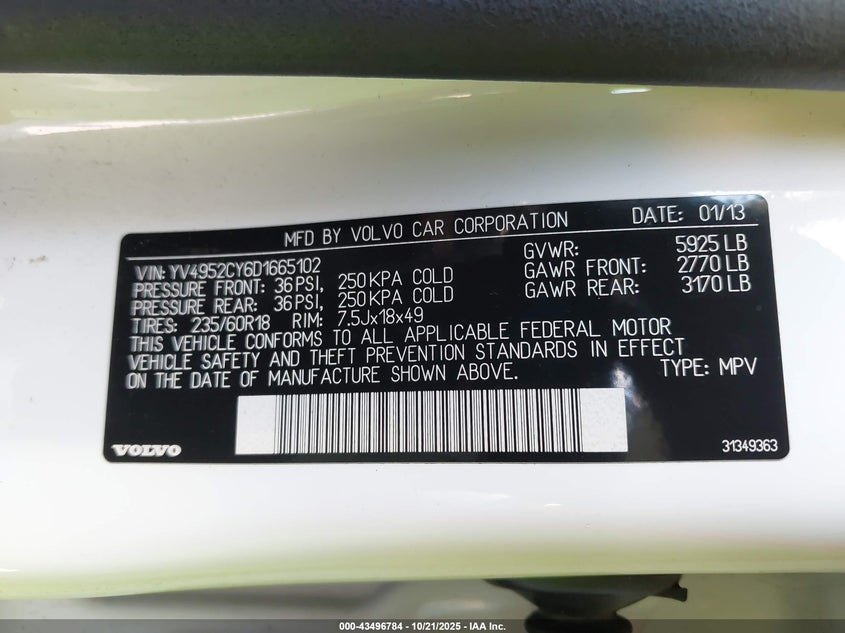 MFD BY VOLVO CAR CORPORATION DATE: 01/13
VIN: YV4952CY6D1665102 GVWR: 5925 LB
PRESSURE FRONT: 36 PSI, 250 KPA COLD GAWR FRONT: 2770 LB
PRESSURE REAR: 36 PSI, 250 KPA COLD GAWR REAR: 3170 LB
TIRES: 235/60R18 RIM: 7.5Jx18x49
THIS VEHICLE CONFORMS TO ALL APPLICABLE FEDERAL MOTOR
VEHICLE SAFETY AND THEFT PREVENTION STANDARDS IN EFFECT
ON THE DATE OF MANUFACTURE SHOWN ABOVE. TYPE: MPV
VOLVO 31349363
000-43496784 | 10/21/2025 - IAA Inc.